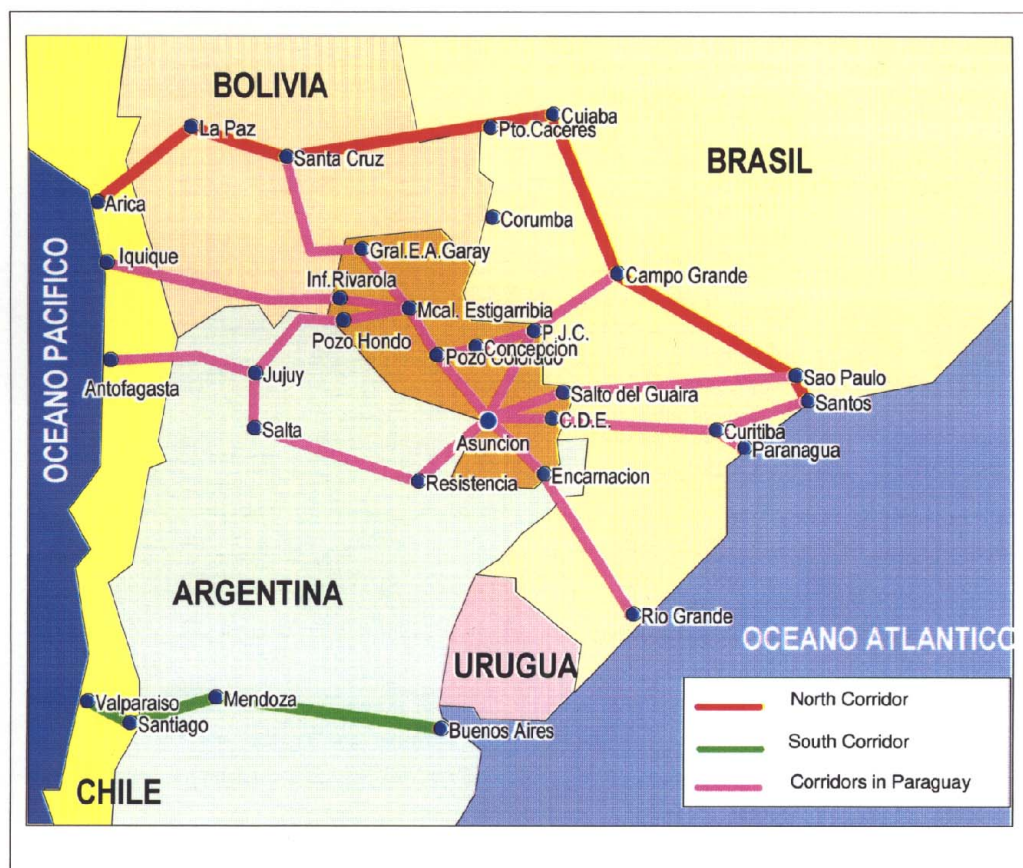 BOLIVIA
Cuiaba
La Paz
Pto.Caceres
Santa Cruz
BRASIL
Arica
Corumba
Iquique
Gral.E.A.Garay
Campo Grande
Inf.Rivarola
Mcal. Estigarribia
OCEANO PACIFICO
Pozo Hondo
P.J.C.
Concepcion
Pozo Colorado
Antofagasta
Jujuy
Sao Paulo
Salto del Guaira
Santos
Salta
C.D.E.
Curitiba
Asuncion
Paranagua
Resistencia
Encarnacion
ARGENTINA
Rio Grande
OCEANO ATLANTICO
URUGUA
Valparaiso
Mendoza
Santiago
Buenos Aires
CHILE
North Corridor
South Corridor
Corridors in Paraguay